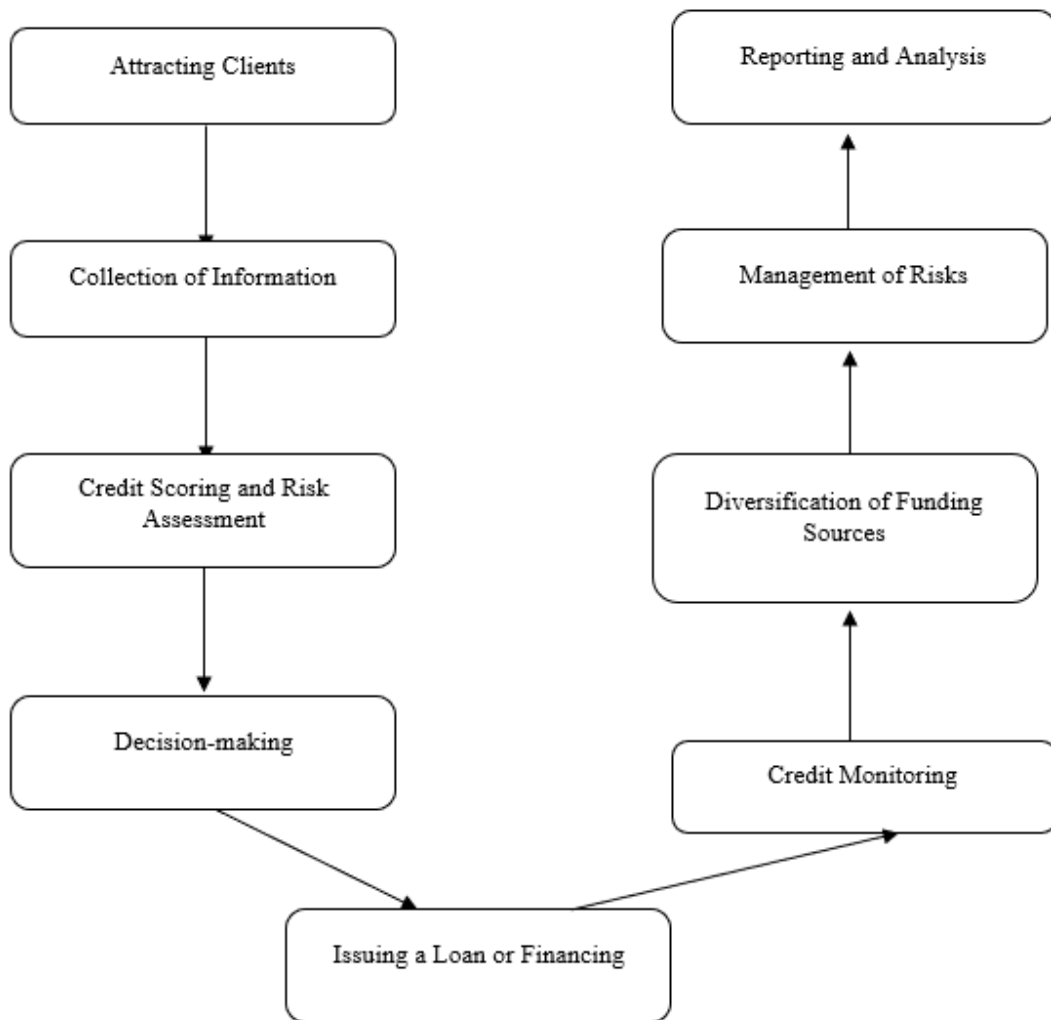 Attracting Clients
Collection of Information
Credit Scoring and Risk
Assessment
Decision-making
Issuing a Loan or Financing
Credit Monitoring
Diversification of Funding
Sources
Management of Risks
Reporting and Analysis